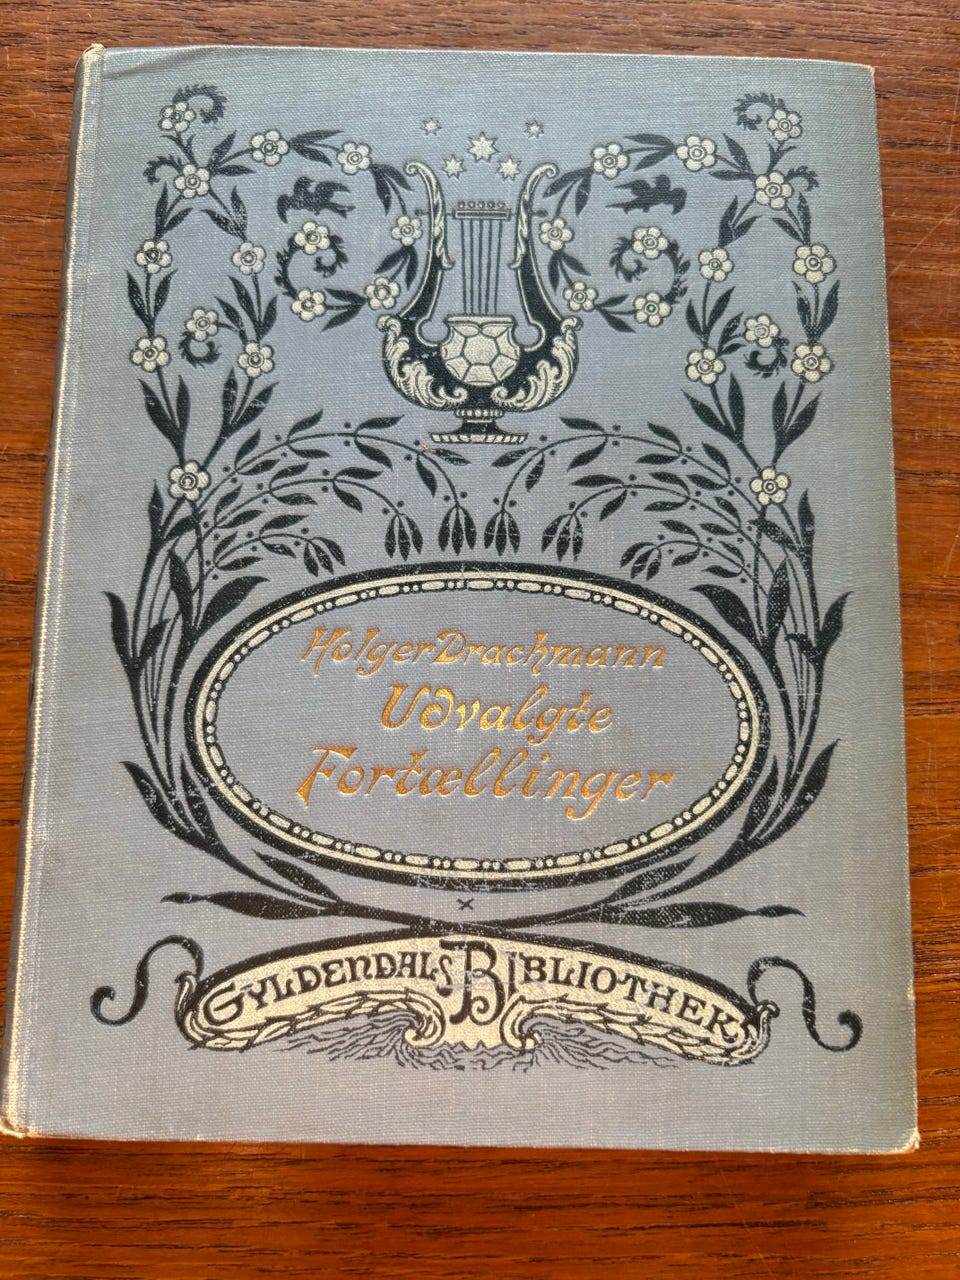 Holger Drachmann
Udvalgte
Fortællinger
GYLDENDALS BIBLIOTHEK